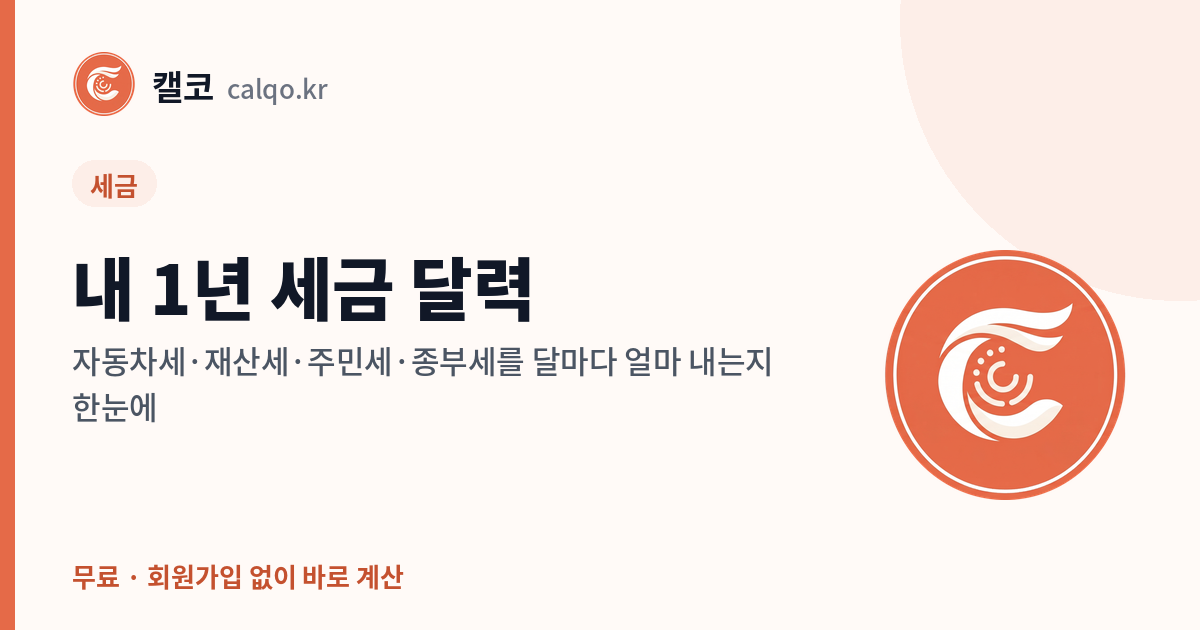 캘코 calqo.kr
세금
내 1년 세금 달력
자동차세·재산세·주민세·종부세를 달마다 얼마 내는지
한눈에
무료 · 회원가입 없이 바로 계산